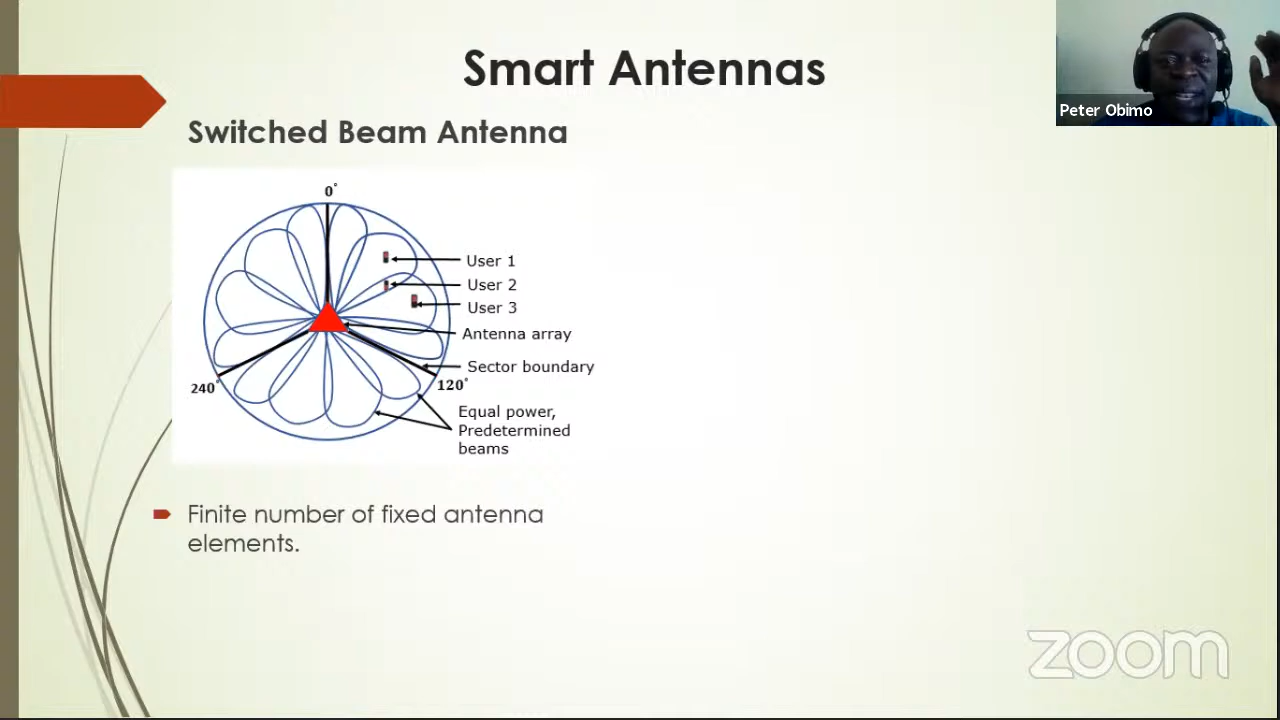 Smart Antennas
Peter Obimo
Switched Beam Antenna
0°
User 1
User 2
User 3
Antenna array
Sector boundary
240°
120°
Equal power,
Predetermined
beams
Finite number of fixed antenna
elements.
zoom